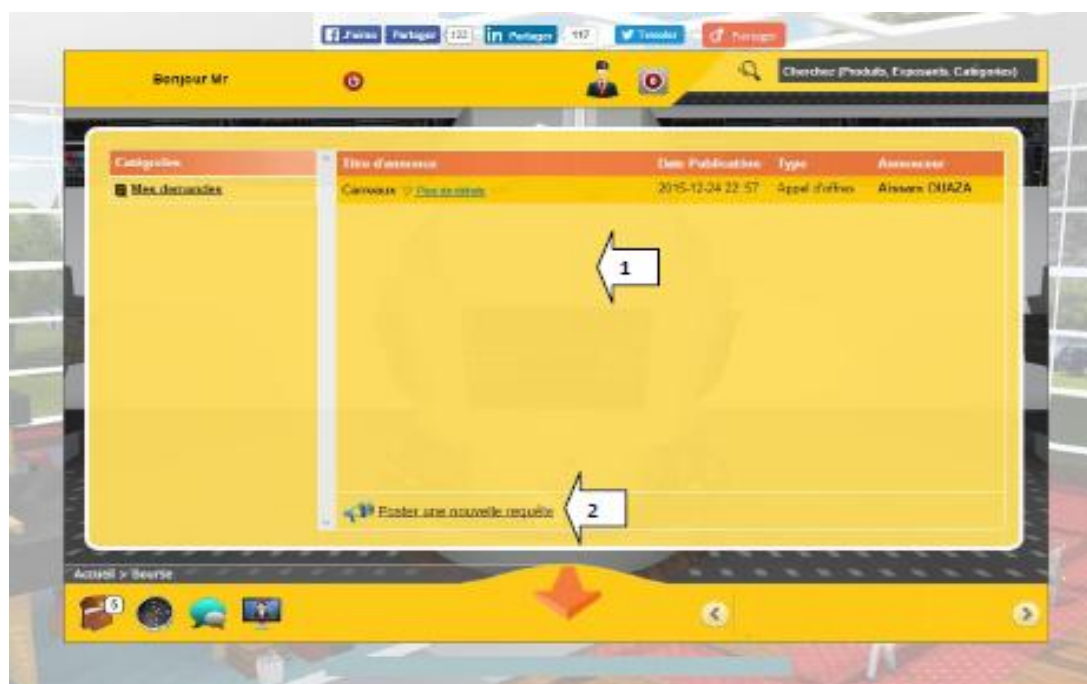 J'aime Partager 122 in Partager 117 Tweeter Partager
Bonjour Mr
Cherchez (Produits, Exposants, Catégories)
Catégories
Titre d'annonce Date Publication Type Annonceur
Mes demandes
Caniveaux Plus de détails 2015-12-24 22:57 Appel d'offres Aissam OUAZA
1
Poster une nouvelle requête
2
Accueil > Bourse
5